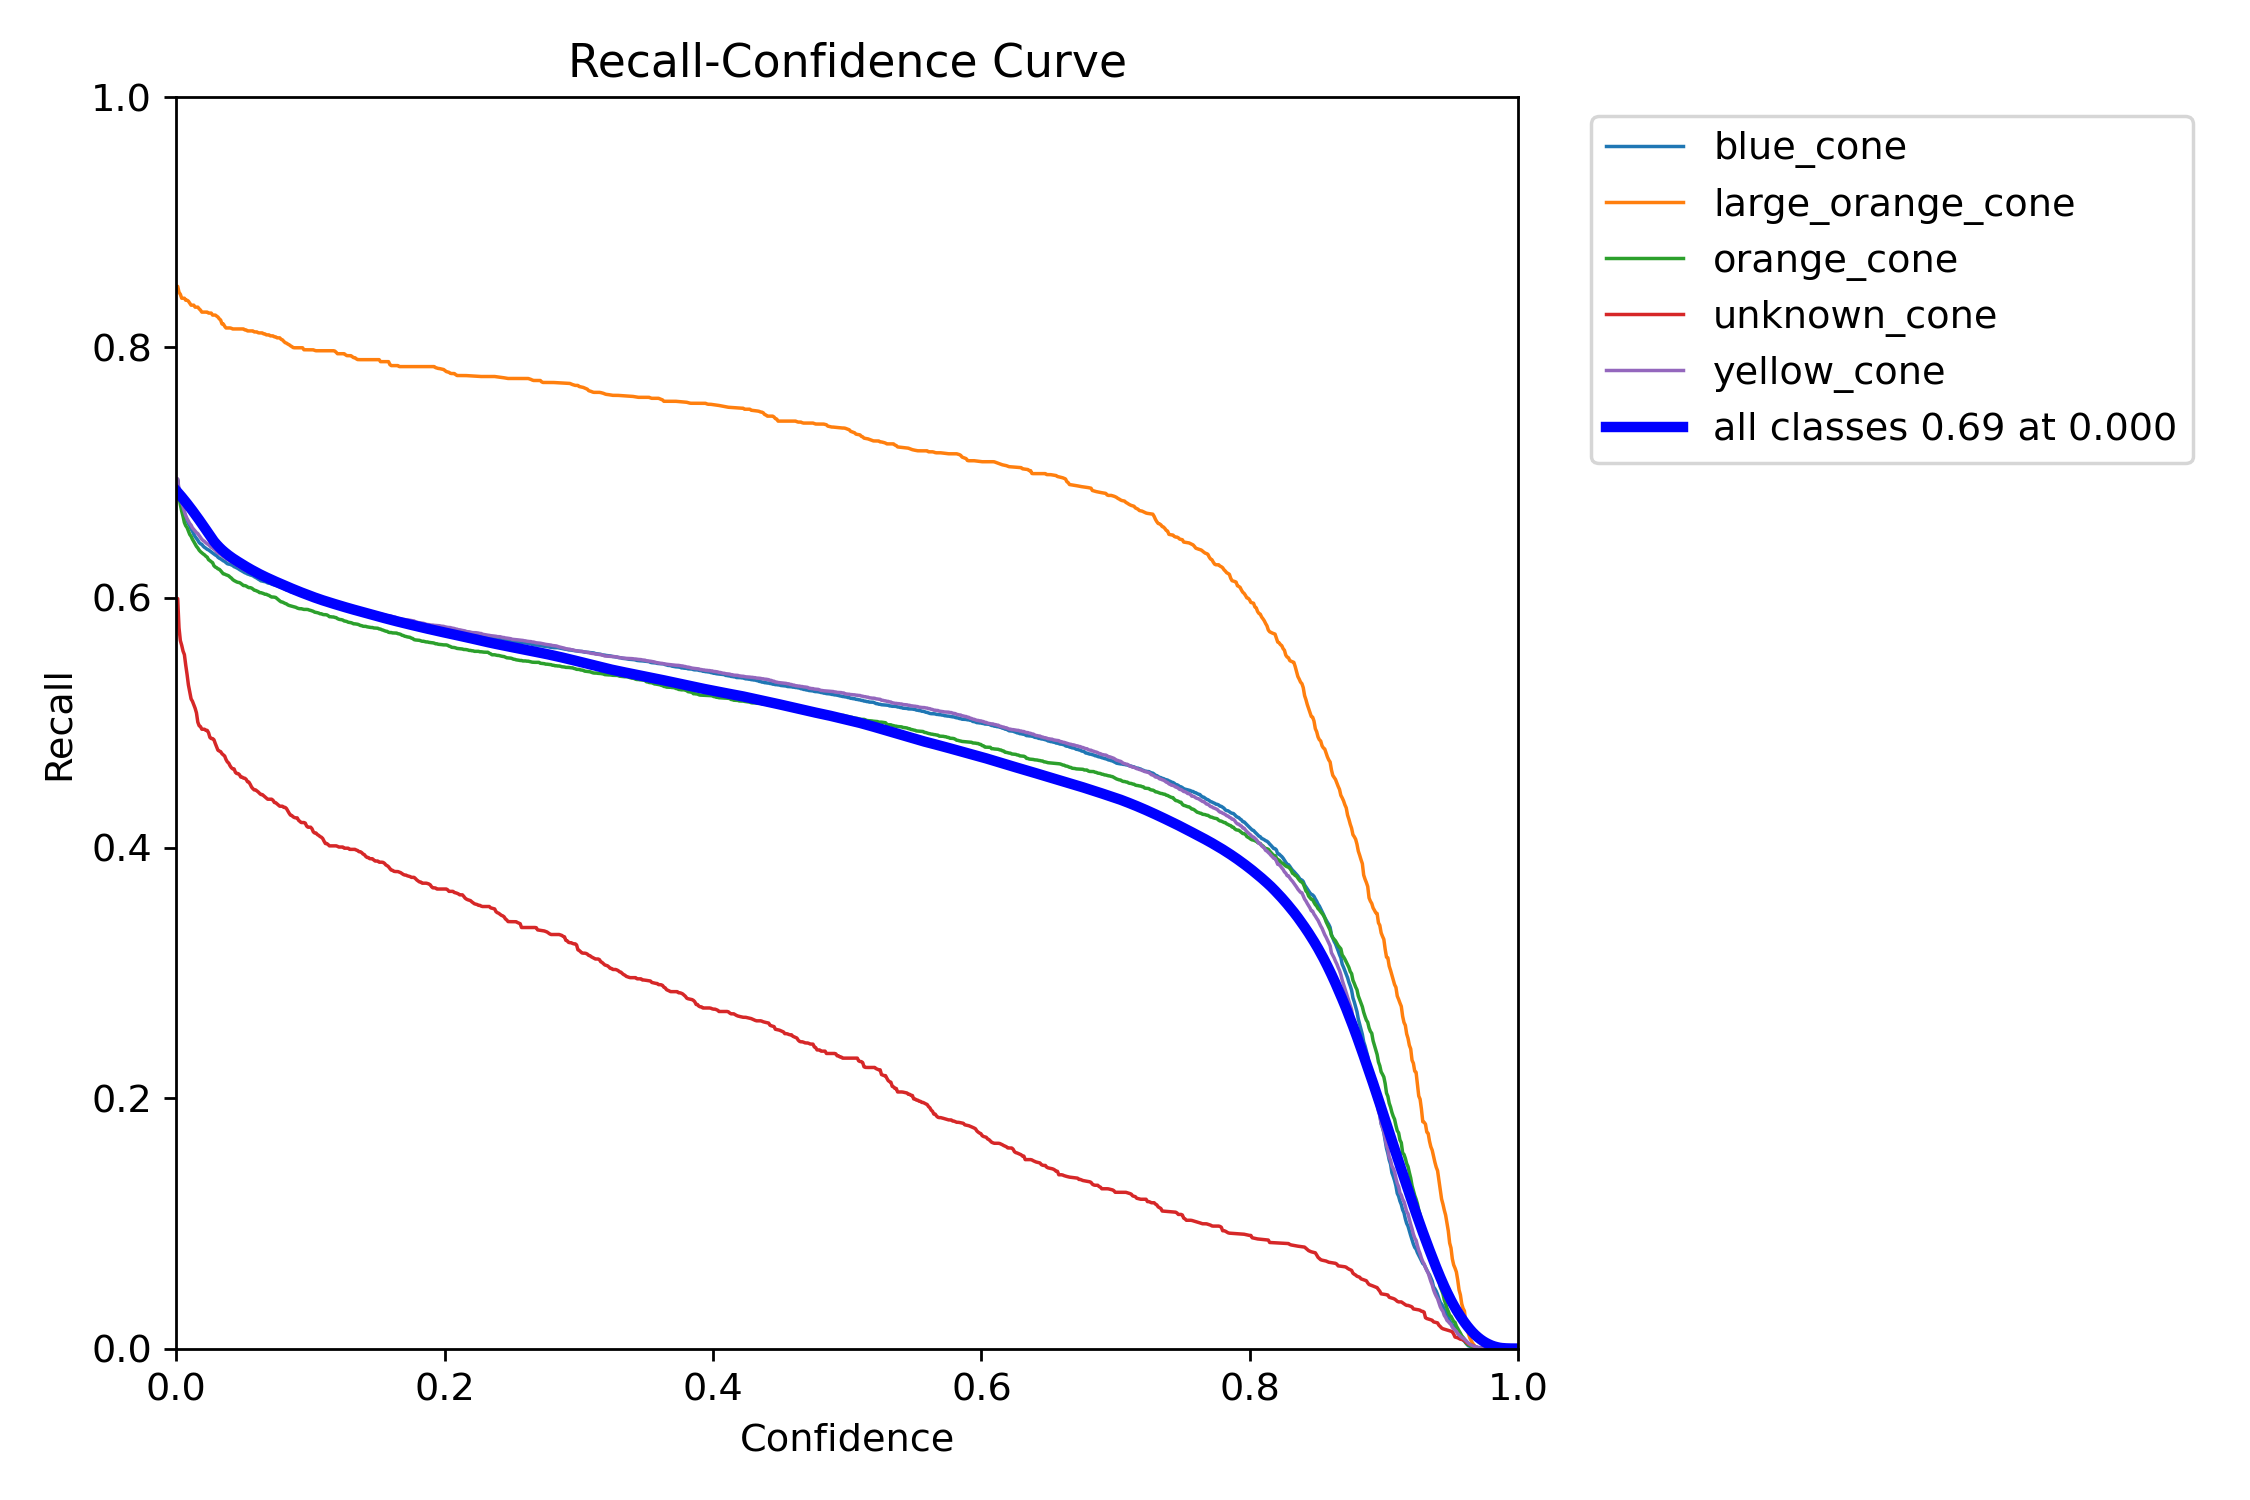 Recall-Confidence Curve
1.0
0.8
0.6
0.4
0.2
0.0
Recall
0.0 0.2 0.4 0.6 0.8 1.0
Confidence
blue_cone
large_orange_cone
orange_cone
unknown_cone
yellow_cone
all classes 0.69 at 0.000